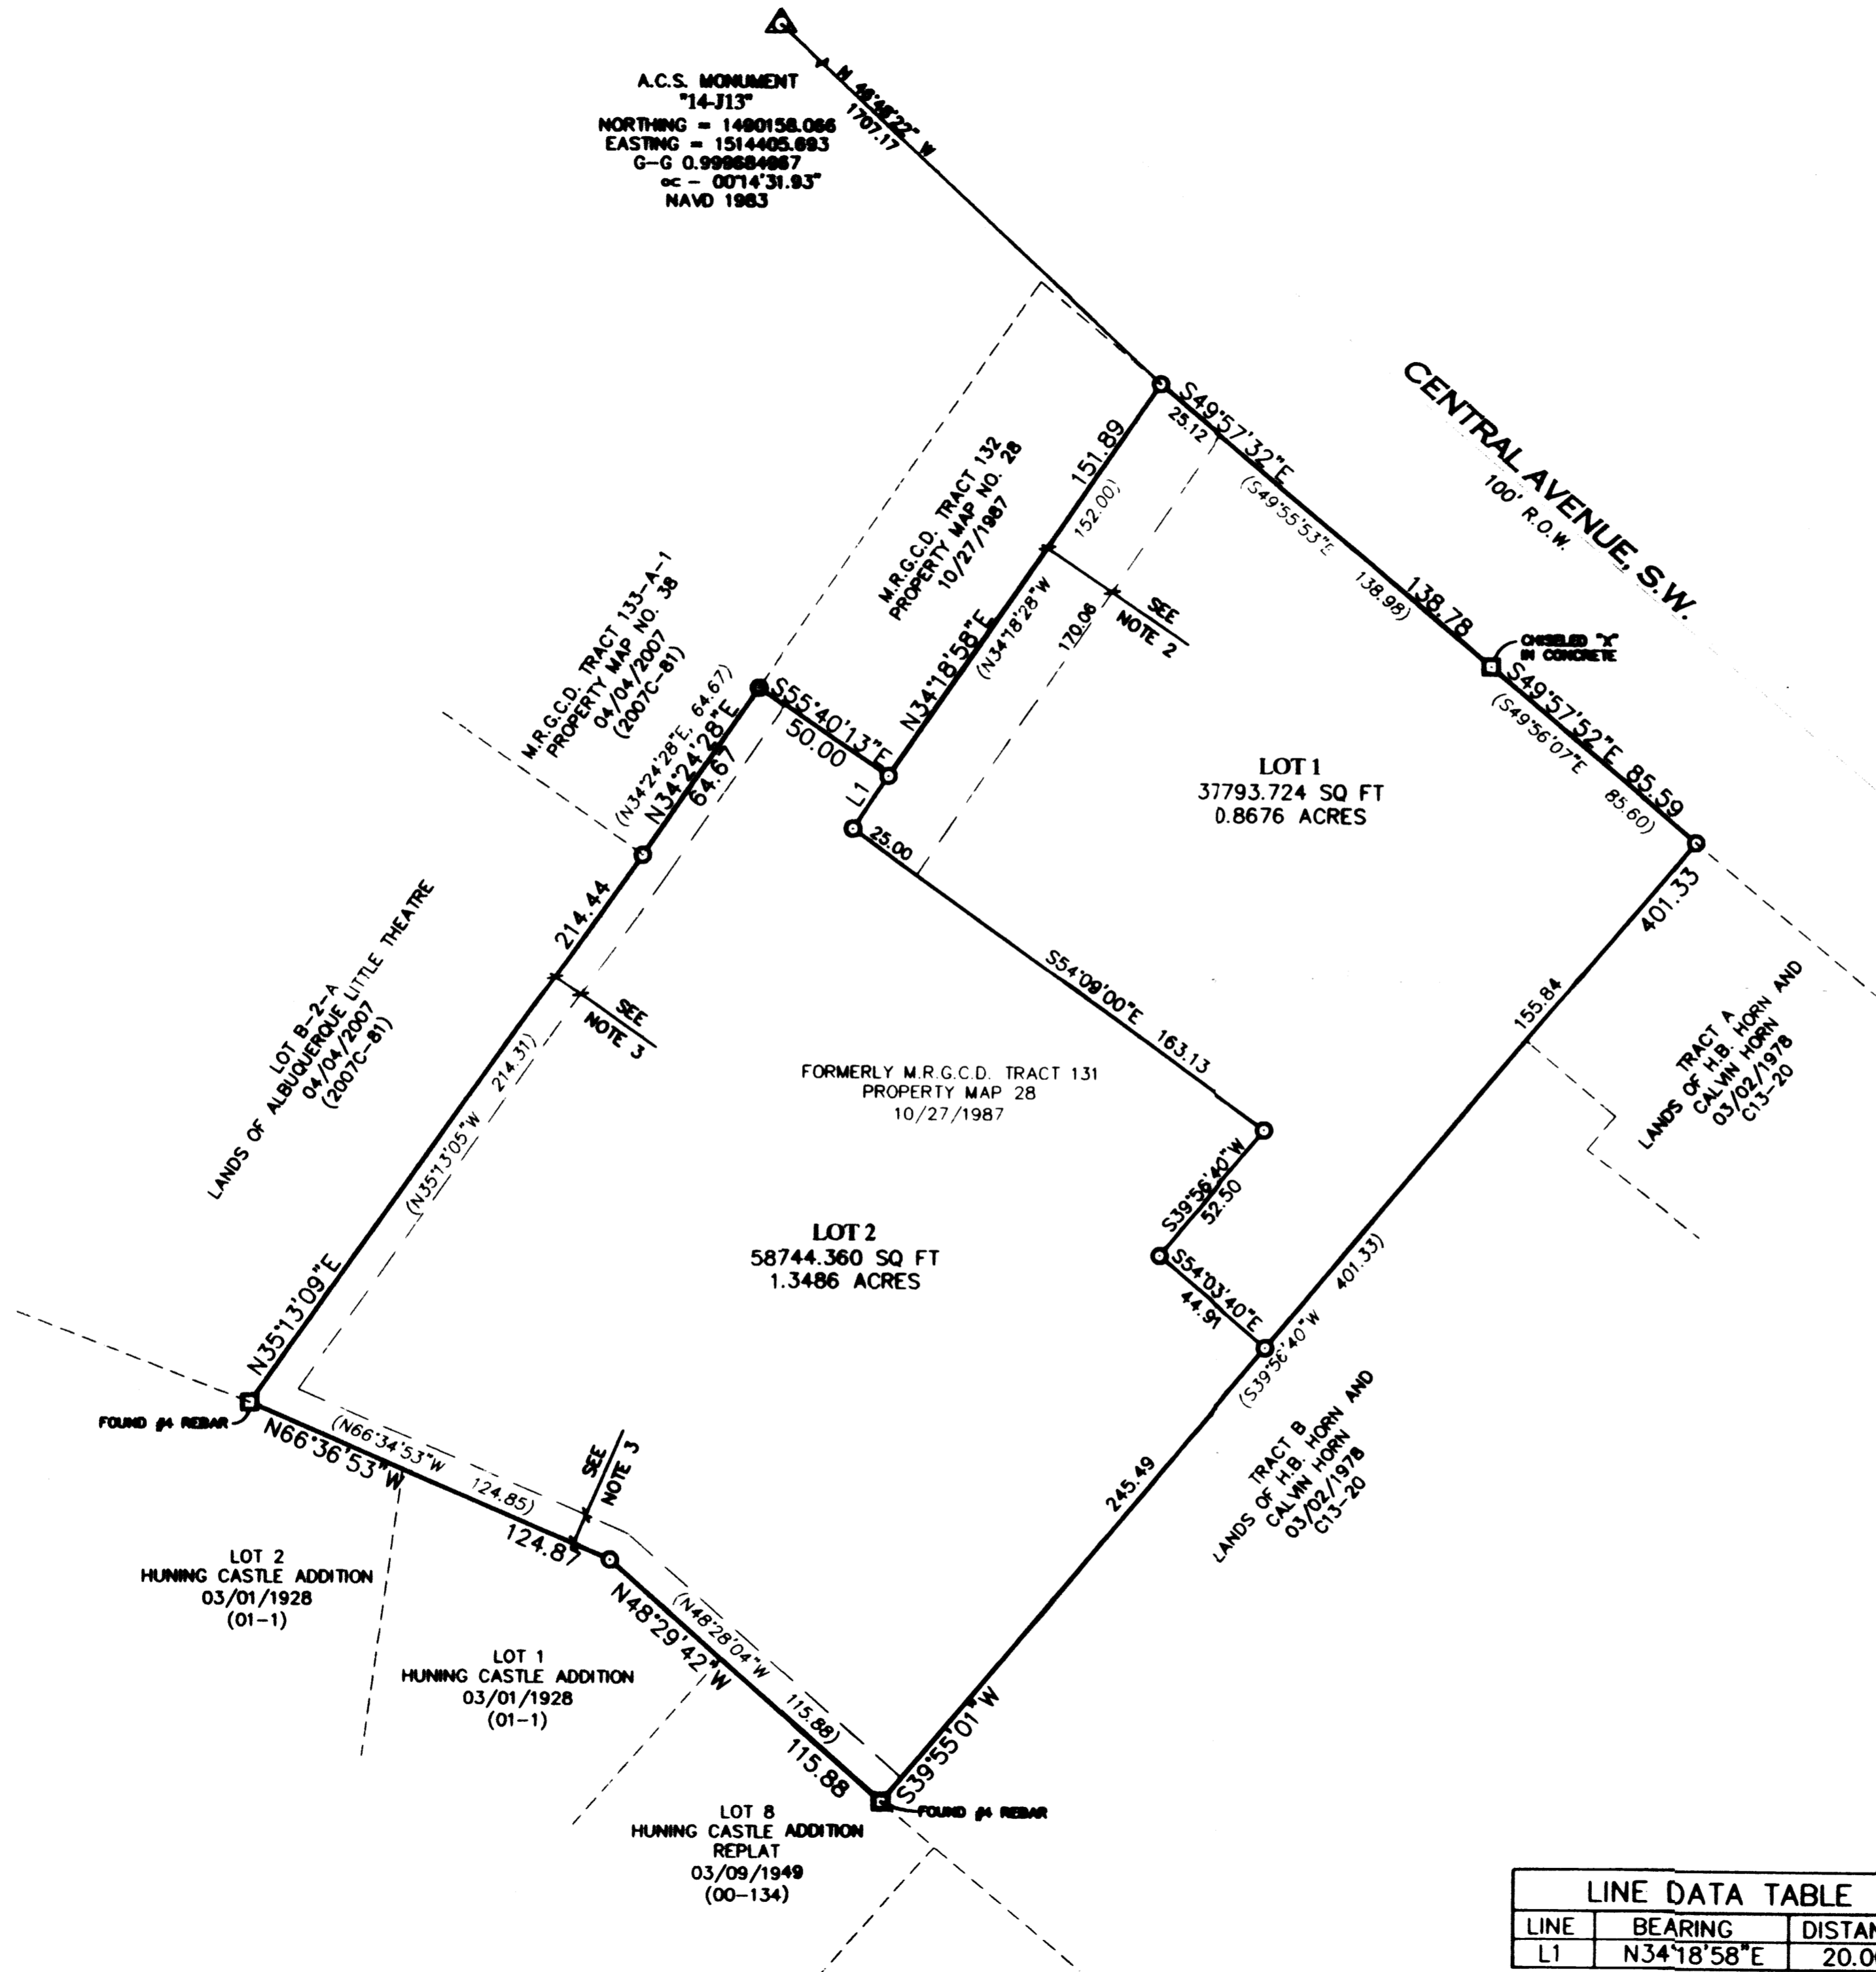 A.C.S. MONUMENT
"14-J13"
NORTHING = 1490158.066
EASTING = 1514405.693
G-G 0.999684967
∝ - 00°14'31.93"
NAVD 1983
1707.17
CENTRAL AVENUE, S.W.
100' R.O.W.
S49°57'32"E
25.12
(S49°55'53"E
138.98)
138.78
CHISELED "X"
IN CONCRETE
S49°57'52"E 85.59
(S49°56'07"E
85.60)
151.89
(152.00)
M.R.G.C.D. TRACT 132
PROPERTY MAP NO. 28
10/27/1987
N34°18'58"E
(N34°18'28"W
170.06
SEE
NOTE 2
M.R.G.C.D. TRACT 133-A-1
PROPERTY MAP NO. 38
04/04/2007
(2007C-81)
(N34°24'28"E, 64.67)
N34°24'28"E
64.67
S55°40'13"E
50.00
L1
25.00
LOT 1
37793.724 SQ FT
0.8676 ACRES
401.33
155.84
TRACT A
LANDS OF H.B. HORN AND
CALVIN HORN
03/02/1978
C13-20
214.44
SEE
NOTE 3
LOT B-2-A
LANDS OF ALBUQUERQUE LITTLE THEATRE
04/04/2007
(2007C-81)
(N35°13'05"W 214.31)
N35°13'09"E
S54°09'00"E 163.13
FORMERLY M.R.G.C.D. TRACT 131
PROPERTY MAP 28
10/27/1987
S39°56'40"W
52.50
LOT 2
58744.360 SQ FT
1.3486 ACRES
S54°03'40"E
44.91
(S39°56'40"W 401.33)
TRACT B
LANDS OF H.B. HORN AND
CALVIN HORN
03/02/1978
C13-20
245.49
FOUND #4 REBAR
(N66°34'53"W
124.85)
N66°36'53"W
124.87
SEE
NOTE 3
LOT 2
HUNING CASTLE ADDITION
03/01/1928
(01-1)
LOT 1
HUNING CASTLE ADDITION
03/01/1928
(01-1)
(N48°28'04"W
115.88)
N48°29'42"W
115.88
S39°55'01"W
FOUND #4 REBAR
LOT 8
HUNING CASTLE ADDITION
REPLAT
03/09/1949
(00-134)
LINE DATA TABLE
LINE BEARING
L1 N34°18'58"E 20.0